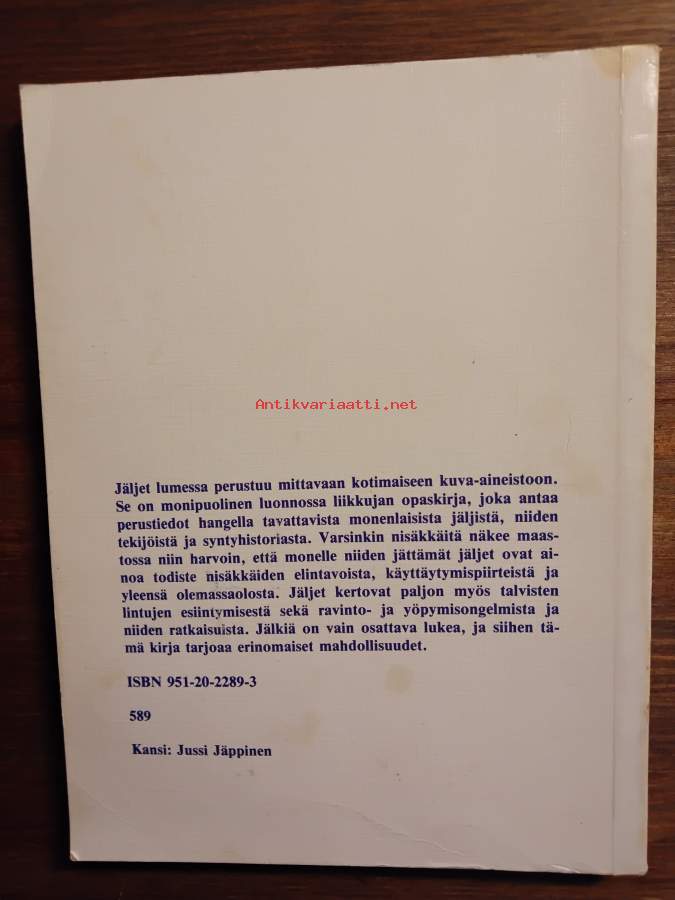 Antikvariaatti.net
Jäljet lumessa perustuu mittavaan kotimaiseen kuva-aineistoon.
Se on monipuolinen luonnossa liikkujan opaskirja, joka antaa
perustiedot hangella tavattavista monenlaisista jäljistä, niiden
tekijöistä ja syntyhistoriasta. Varsinkin nisäkkäitä näkee maas-
tossa niin harvoin, että monelle niiden jättämät jäljet ovat ai-
noa todiste nisäkkäiden elintavoista, käyttäytymispiirteistä ja
yleensä olemassaolosta. Jäljet kertovat paljon myös talvisten
lintujen esiintymisestä sekä ravinto- ja yöpymisongelmista ja
niiden ratkaisuista. Jälkiä on vain osattava lukea, ja siihen tä-
mä kirja tarjoaa erinomaiset mahdollisuudet.
ISBN 951-20-2289-3
589
Kansi: Jussi Jäppinen